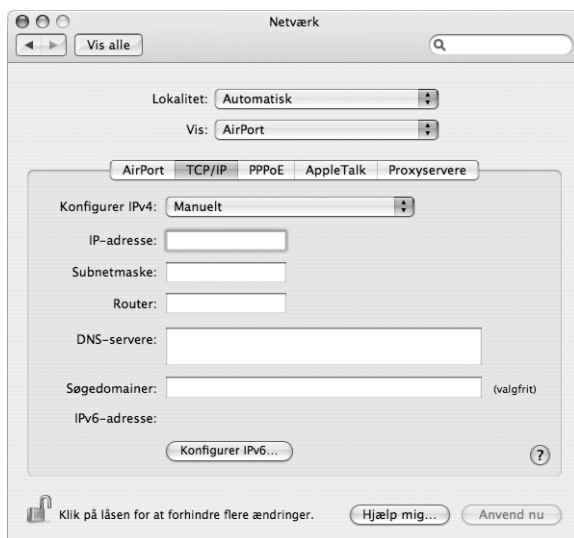 Netværk
Vis alle
Lokalitet: Automatisk
Vis: AirPort
AirPort TCP/IP PPPoE AppleTalk Proxyservere
Konfigurer IPv4: Manuelt
IP-adresse:
Subnetmaske:
Router:
DNS-servere:
Søgedomainer: (valgfrit)
IPv6-adresse:
Konfigurer IPv6...
?
Klik på låsen for at forhindre flere ændringer. Hjælp mig... Anvend nu